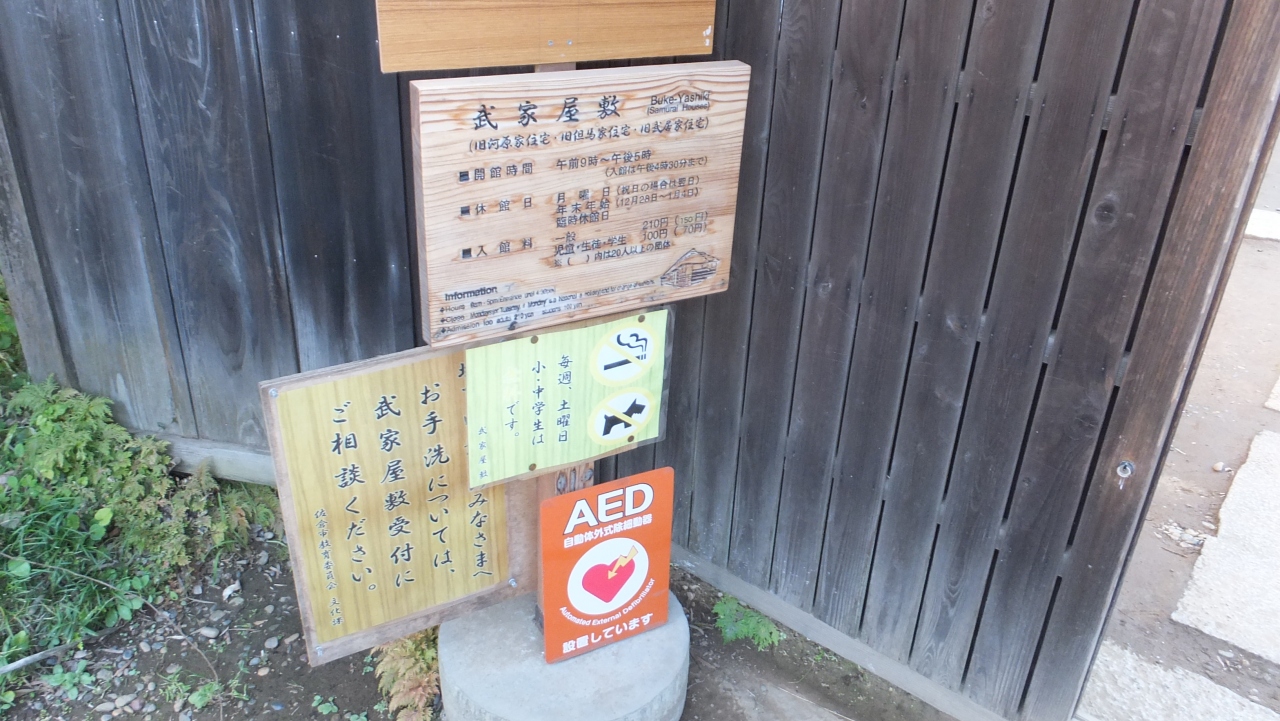 武家屋敷 Buke-Yashiki
(Samurai Houses)
(旧河原家住宅・旧但馬家住宅・旧武居家住宅)
■開館時間 午前9時～午後5時
(入館は午後4時30分まで)
■休館日 月曜日(祝日の場合は翌日)
年末年始(12月28日～1月4日)
臨時休館日
■入館料 一般 210円(150円)
児童・生徒・学生 100円(70円)
※( )内は20人以上の団体
Information
毎週、土曜日
小・中学生は
です。
みなさまへ
お手洗については、
武家屋敷受付に
ご相談ください。
佐倉市教育委員会 文化課
AED
自動体外式除細動器
Automated External Defibrillator
設置しています